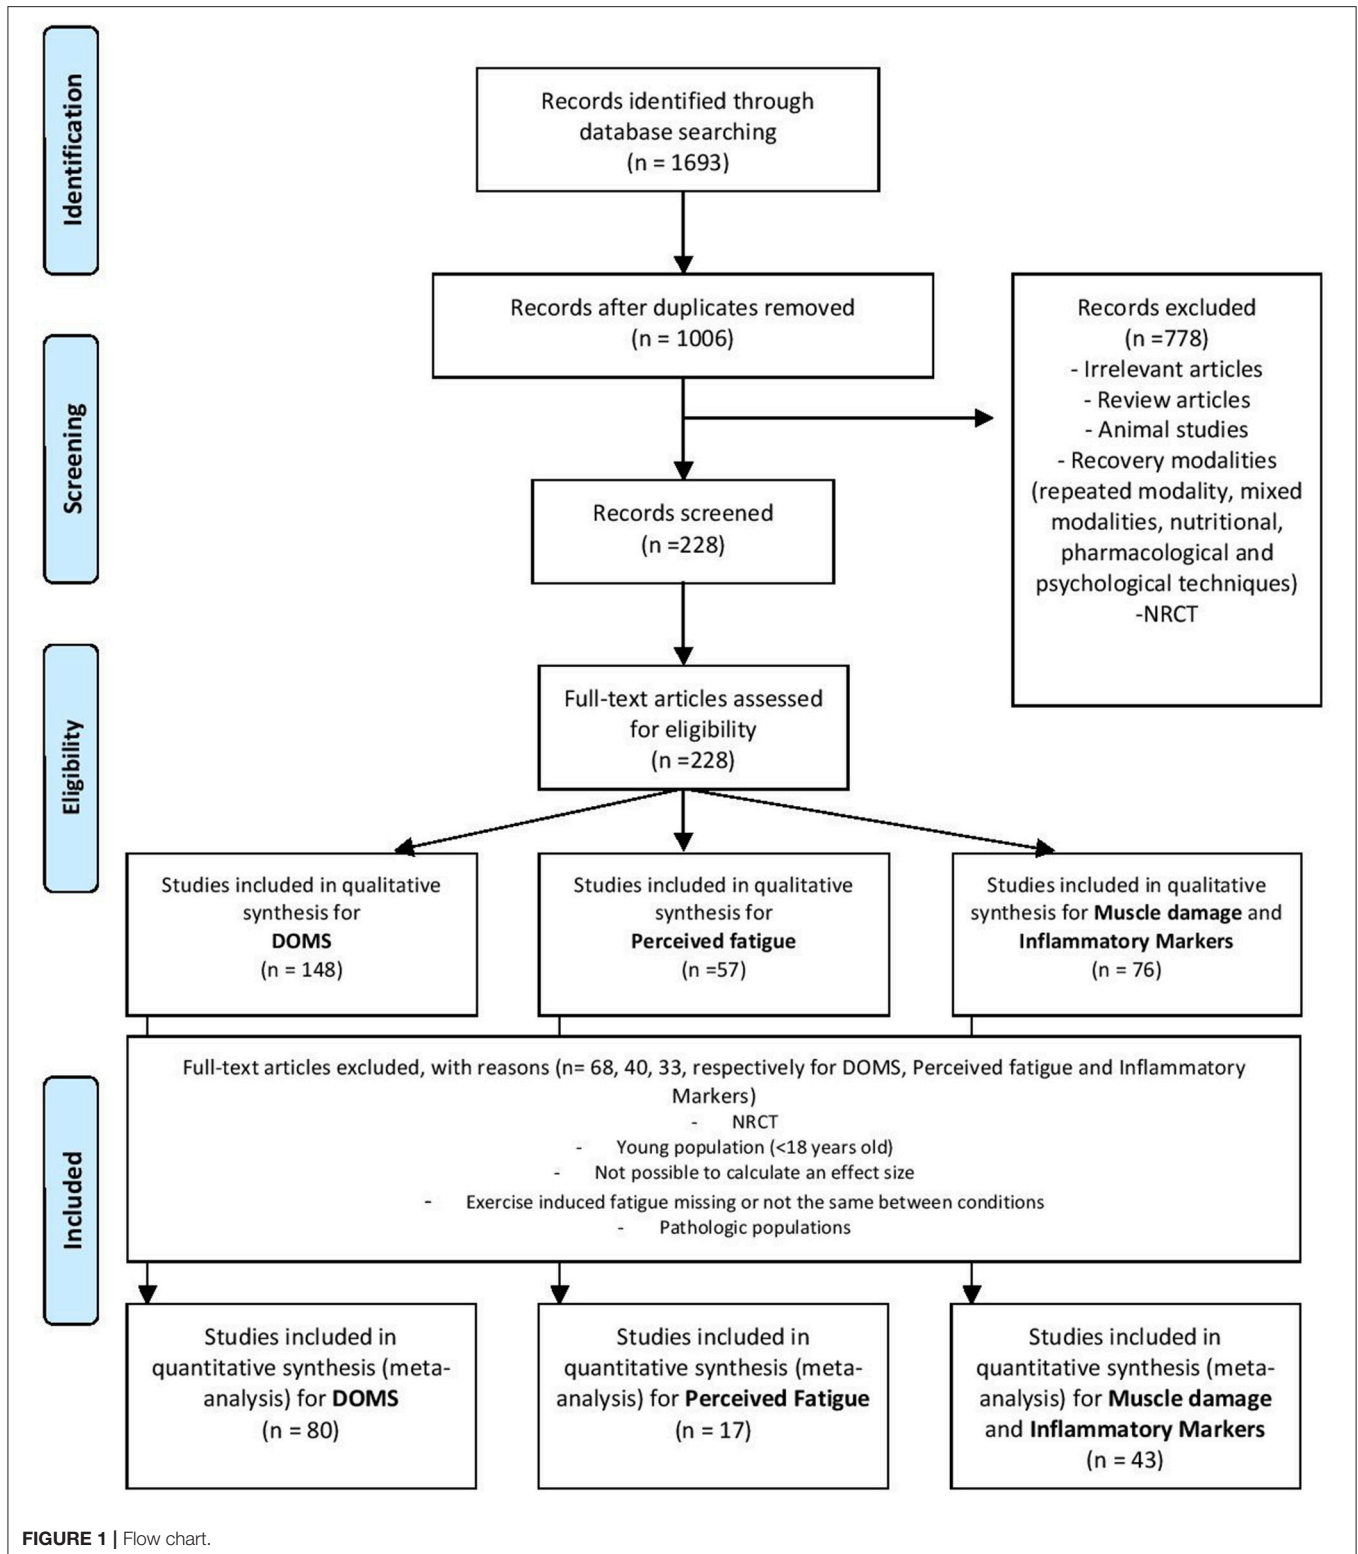 Identification
Records identified through
database searching
(n = 1693)
Records after duplicates removed
(n = 1006)
Records excluded
(n =778)
- Irrelevant articles
- Review articles
- Animal studies
- Recovery modalities
(repeated modality, mixed
modalities, nutritional,
pharmacological and
psychological techniques)
-NRCT
Screening
Records screened
(n =228)
Eligibility
Full-text articles assessed
for eligibility
(n =228)
Studies included in qualitative
synthesis for
DOMS
(n = 148)
Studies included in qualitative
synthesis for
Perceived fatigue
(n =57)
Studies included in qualitative
synthesis for Muscle damage and
Inflammatory Markers
(n = 76)
Included
Full-text articles excluded, with reasons (n= 68, 40, 33, respectively for DOMS, Perceived fatigue and Inflammatory
Markers)
- NRCT
- Young population (<18 years old)
- Not possible to calculate an effect size
- Exercise induced fatigue missing or not the same between conditions
- Pathologic populations
Studies included in
quantitative synthesis (meta-
analysis) for DOMS
(n = 80)
Studies included in
quantitative synthesis (meta-
analysis) for Perceived Fatigue
(n = 17)
Studies included in
quantitative synthesis (meta-
analysis) for Muscle damage
and Inflammatory Markers
(n = 43)
FIGURE 1 | Flow chart.